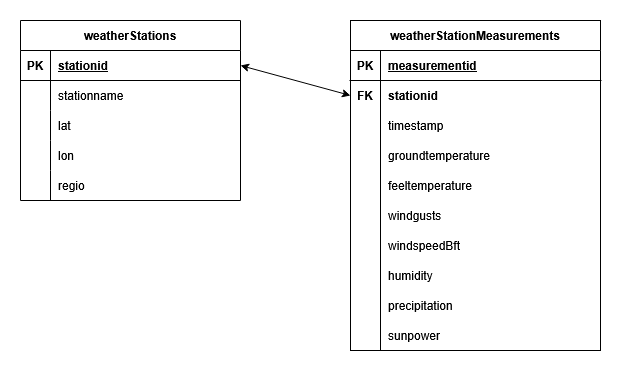 weatherStations
PK stationid
stationname
lat
lon
regio
weatherStationMeasurements
PK measurementid
FK stationid
timestamp
groundtemperature
feeltemperature
windgusts
windspeedBft
humidity
precipitation
sunpower